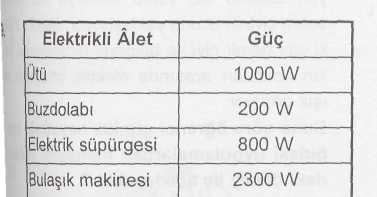 Elektrikli Âlet Güç
Ütü 1000 W
Buzdolabı 200 W
Elektrik süpürgesi 800 W
Bulaşık makinesi 2300 W